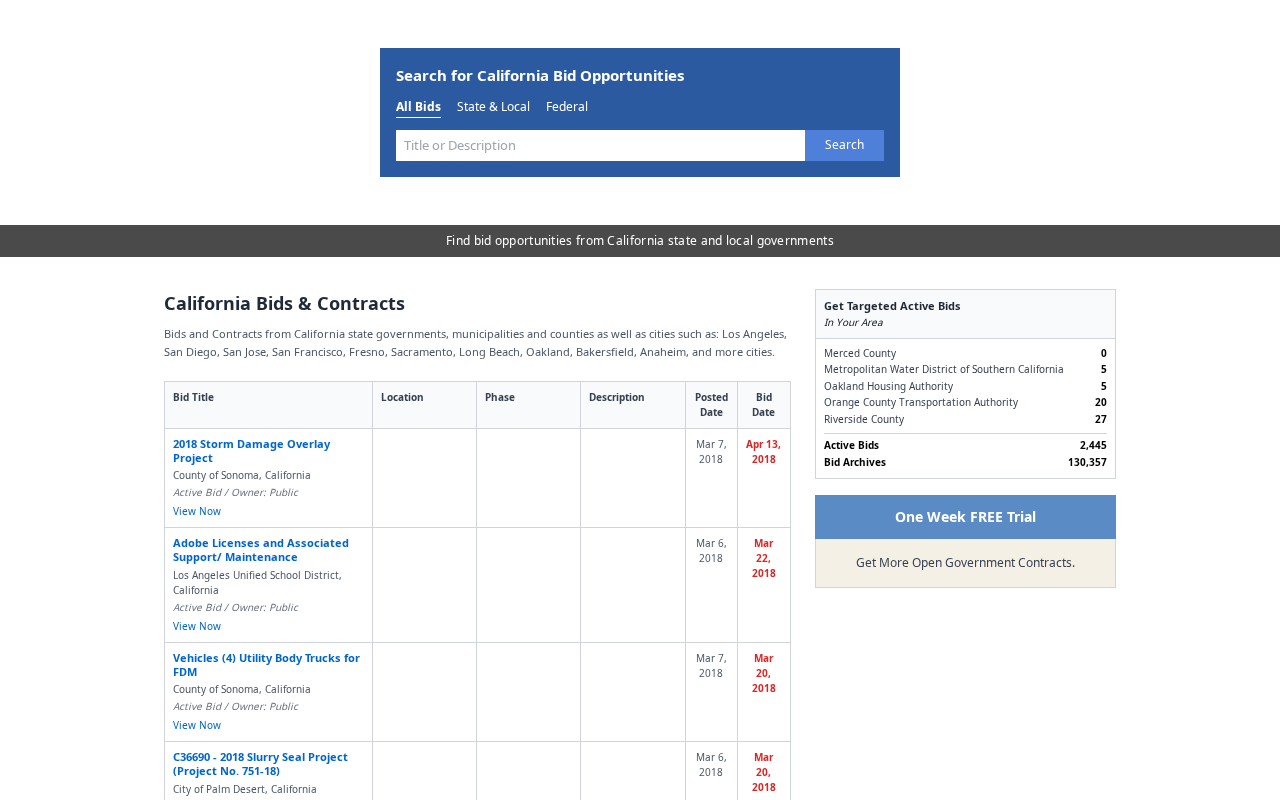 Search for California Bid Opportunities
All Bids State & Local Federal
Title or Description Search
Find bid opportunities from California state and local governments
California Bids & Contracts
Bids and Contracts from California state governments, municipalities and counties as well as cities such as: Los Angeles,
San Diego, San Jose, San Francisco, Fresno, Sacramento, Long Beach, Oakland, Bakersfield, Anaheim, and more cities.
Bid Title Location Phase Description Posted Date Bid Date
2018 Storm Damage Overlay
Project
County of Sonoma, California
Active Bid / Owner: Public
View Now
Mar 7,
2018
Apr 13,
2018
Adobe Licenses and Associated
Support/ Maintenance
Los Angeles Unified School District,
California
Active Bid / Owner: Public
View Now
Mar 6,
2018
Mar
22,
2018
Vehicles (4) Utility Body Trucks for
FDM
County of Sonoma, California
Active Bid / Owner: Public
View Now
Mar 7,
2018
Mar
20,
2018
C36690 - 2018 Slurry Seal Project
(Project No. 751-18)
City of Palm Desert, California
Mar 6,
2018
Mar
20,
2018
Get Targeted Active Bids
In Your Area
Merced County 0
Metropolitan Water District of Southern California 5
Oakland Housing Authority 5
Orange County Transportation Authority 20
Riverside County 27
Active Bids 2,445
Bid Archives 130,357
One Week FREE Trial
Get More Open Government Contracts.